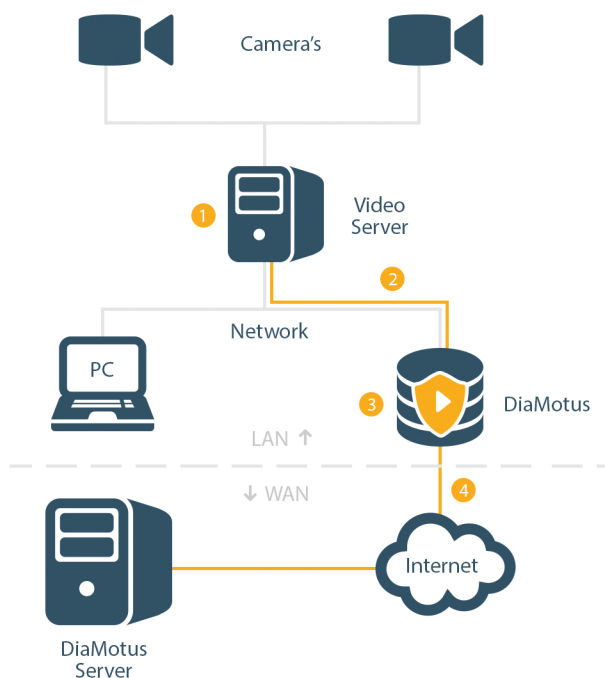 Camera's
1
Video
Server
2
Network
PC
3
DiaMotus
LAN ↑
↓ WAN
4
Internet
DiaMotus
Server